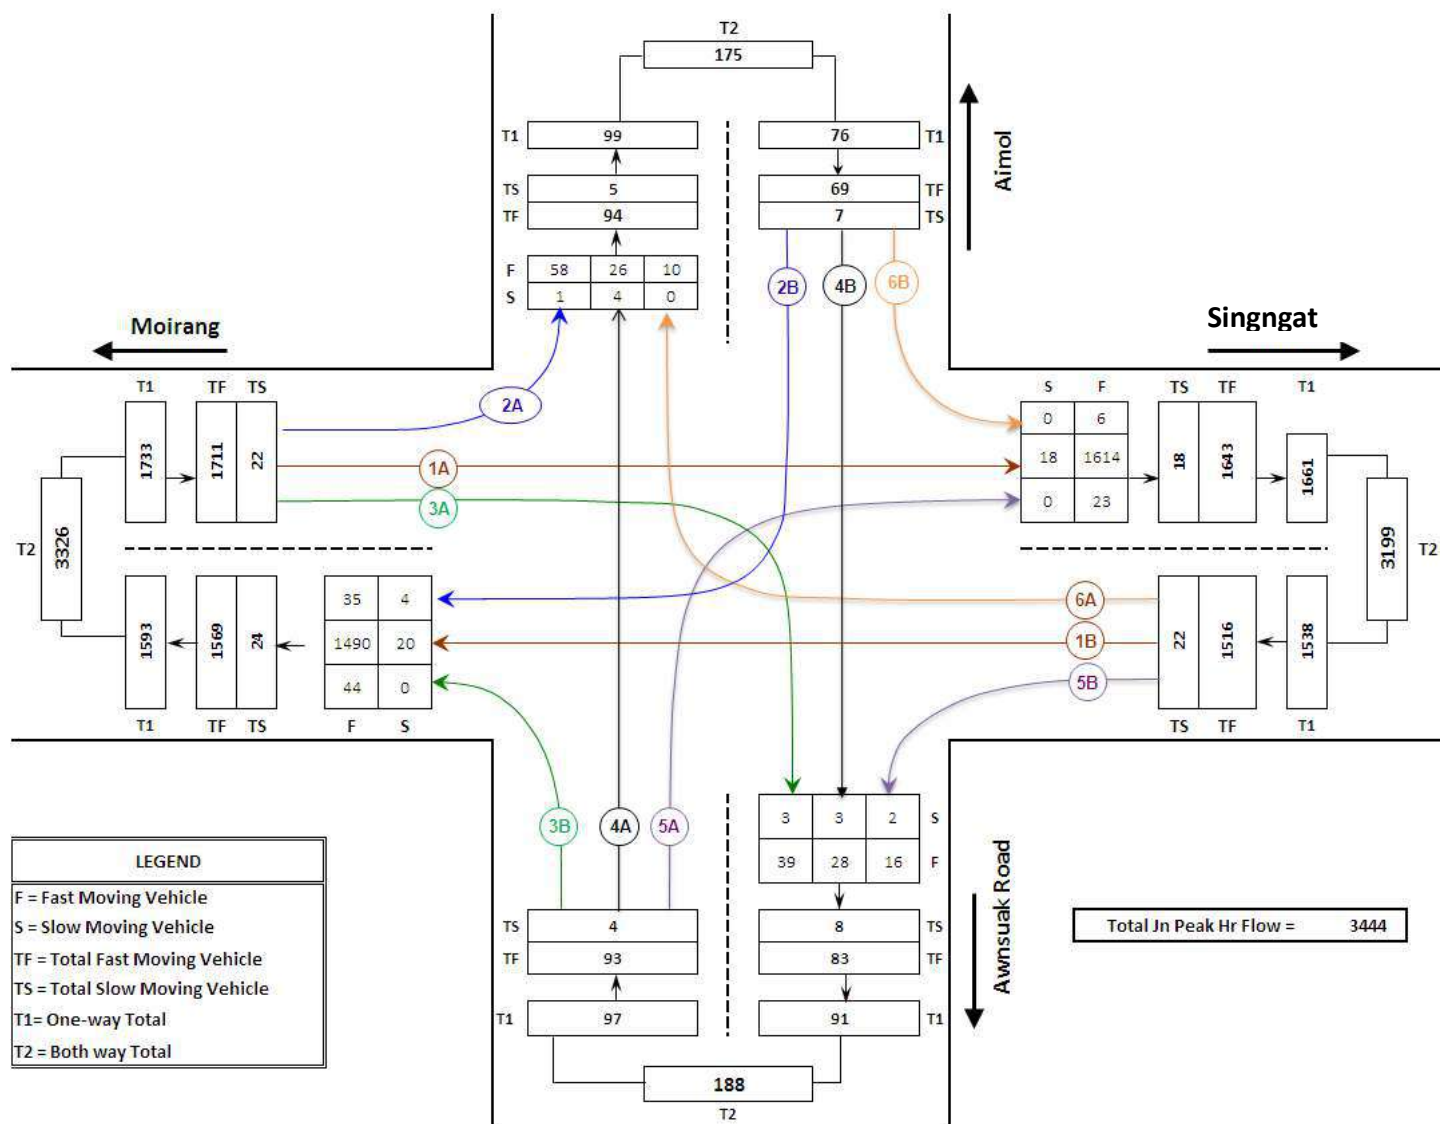 T2
175
T1 99 76 T1
TS 5 69 TF
TF 94 7 TS
F 58 26 10
S 1 4 0
2B 4B 6B
Aimol
Moirang
Singngat
T1 TF TS
S F TS TF T1
2A
1733 1711 22
1A
3A
0 6
18 1614
0 23
18 1643 1661
T2 3326
3199 T2
1593 1569 24
35 4
1490 20
44 0
6A
1B
5B
22 1516 1538
T1 TF TS F S
TS TF T1
3B 4A 5A
3 3 2 S
39 28 16 F
TS 4 8 TS
TF 93 83 TF
T1 97 91 T1
188
T2
Awnsuak Road
LEGEND
F = Fast Moving Vehicle
S = Slow Moving Vehicle
TF = Total Fast Moving Vehicle
TS = Total Slow Moving Vehicle
T1= One-way Total
T2 = Both way Total
Total Jn Peak Hr Flow = 3444